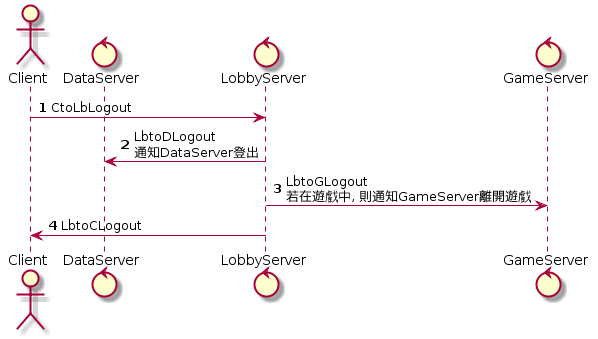 Client
DataServer
LobbyServer
GameServer
1 CtoLbLogout
2 LbtoDLogout
通知DataServer登出
3 LbtoGLogout
若在遊戲中, 則通知GameServer離開遊戲
4 LbtoCLogout
Client
DataServer
LobbyServer
GameServer